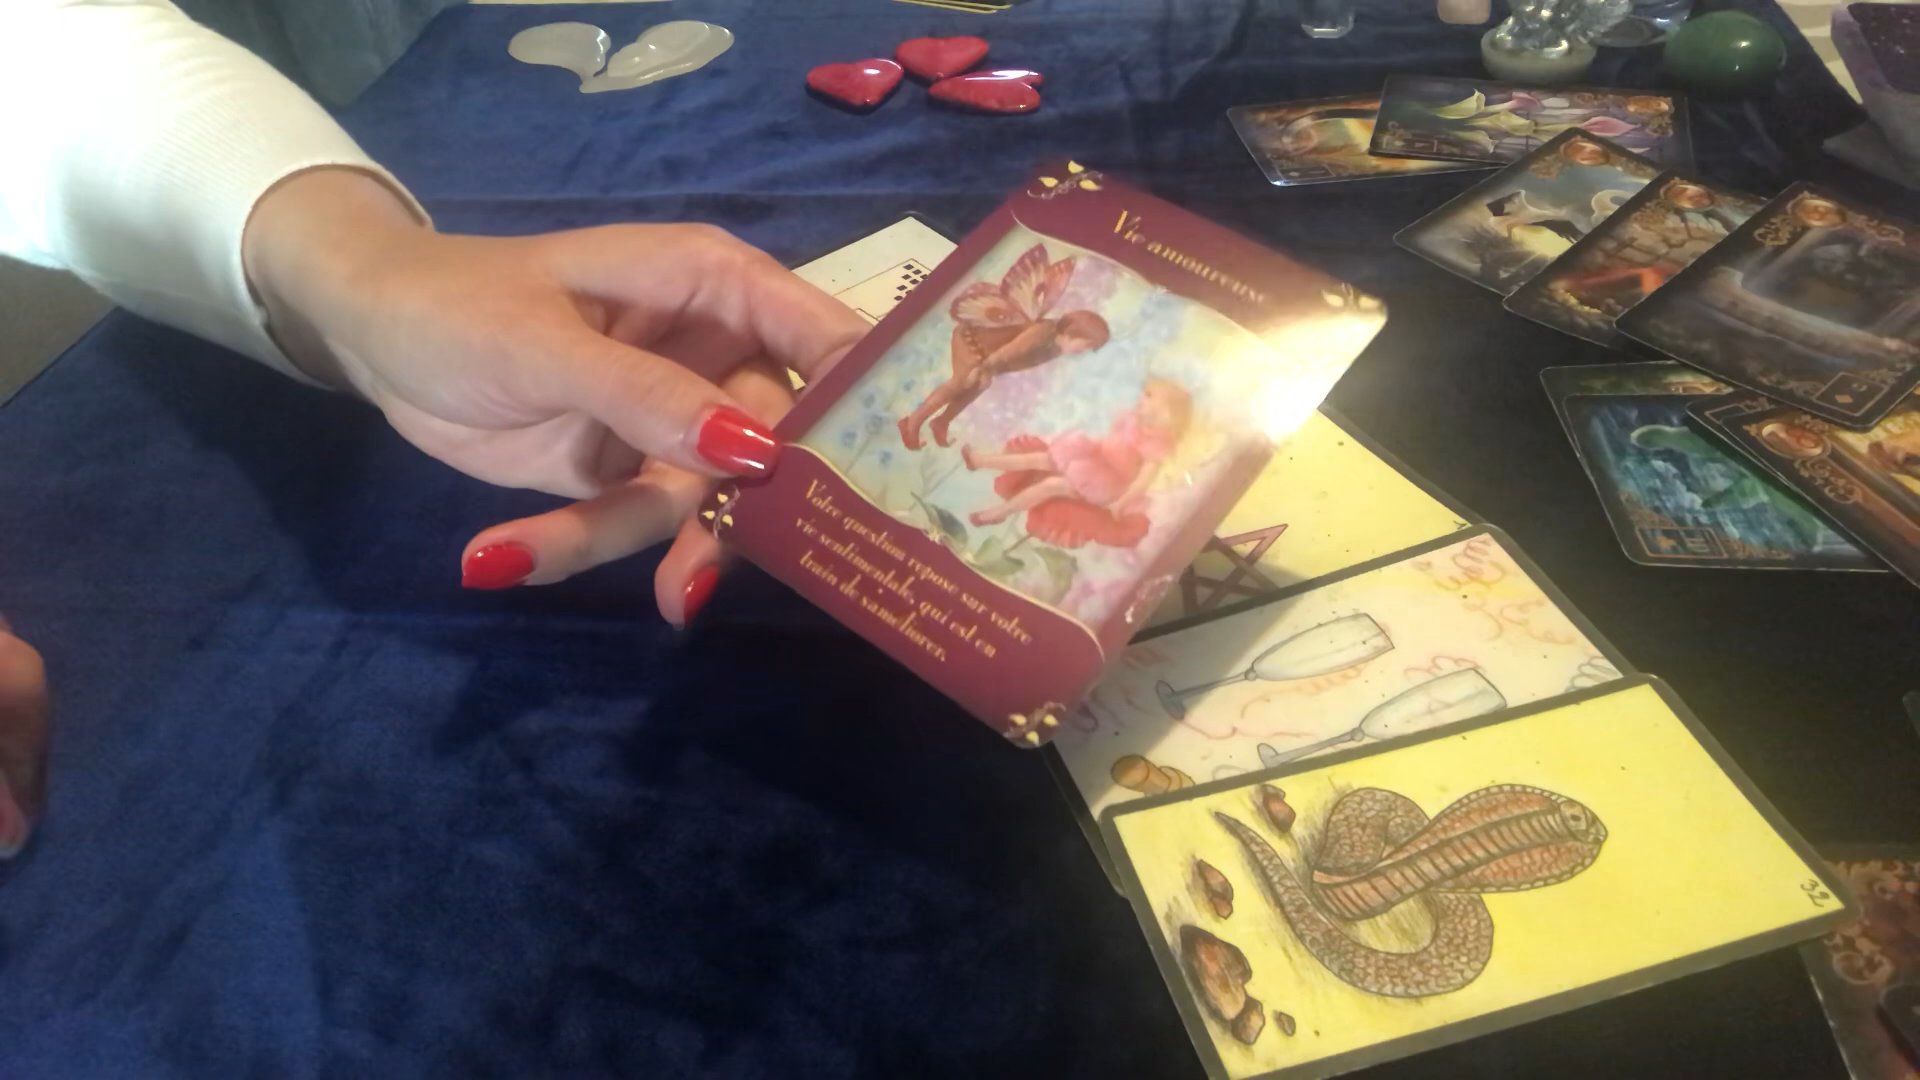 Vie amoureuse
Votre question repose sur votre
vie sentimentale, qui est en
train de s'améliorer.
32